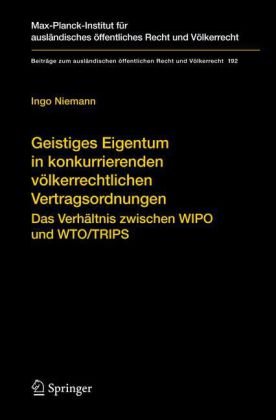 Max-Planck-Institut für
ausländisches öffentliches Recht und Völkerrecht
Beiträge zum ausländischen öffentlichen Recht und Völkerrecht 192
Ingo Niemann
Geistiges Eigentum
in konkurrierenden
völkerrechtlichen
Vertragsordnungen
Das Verhältnis zwischen WIPO
und WTO/TRIPS
Springer